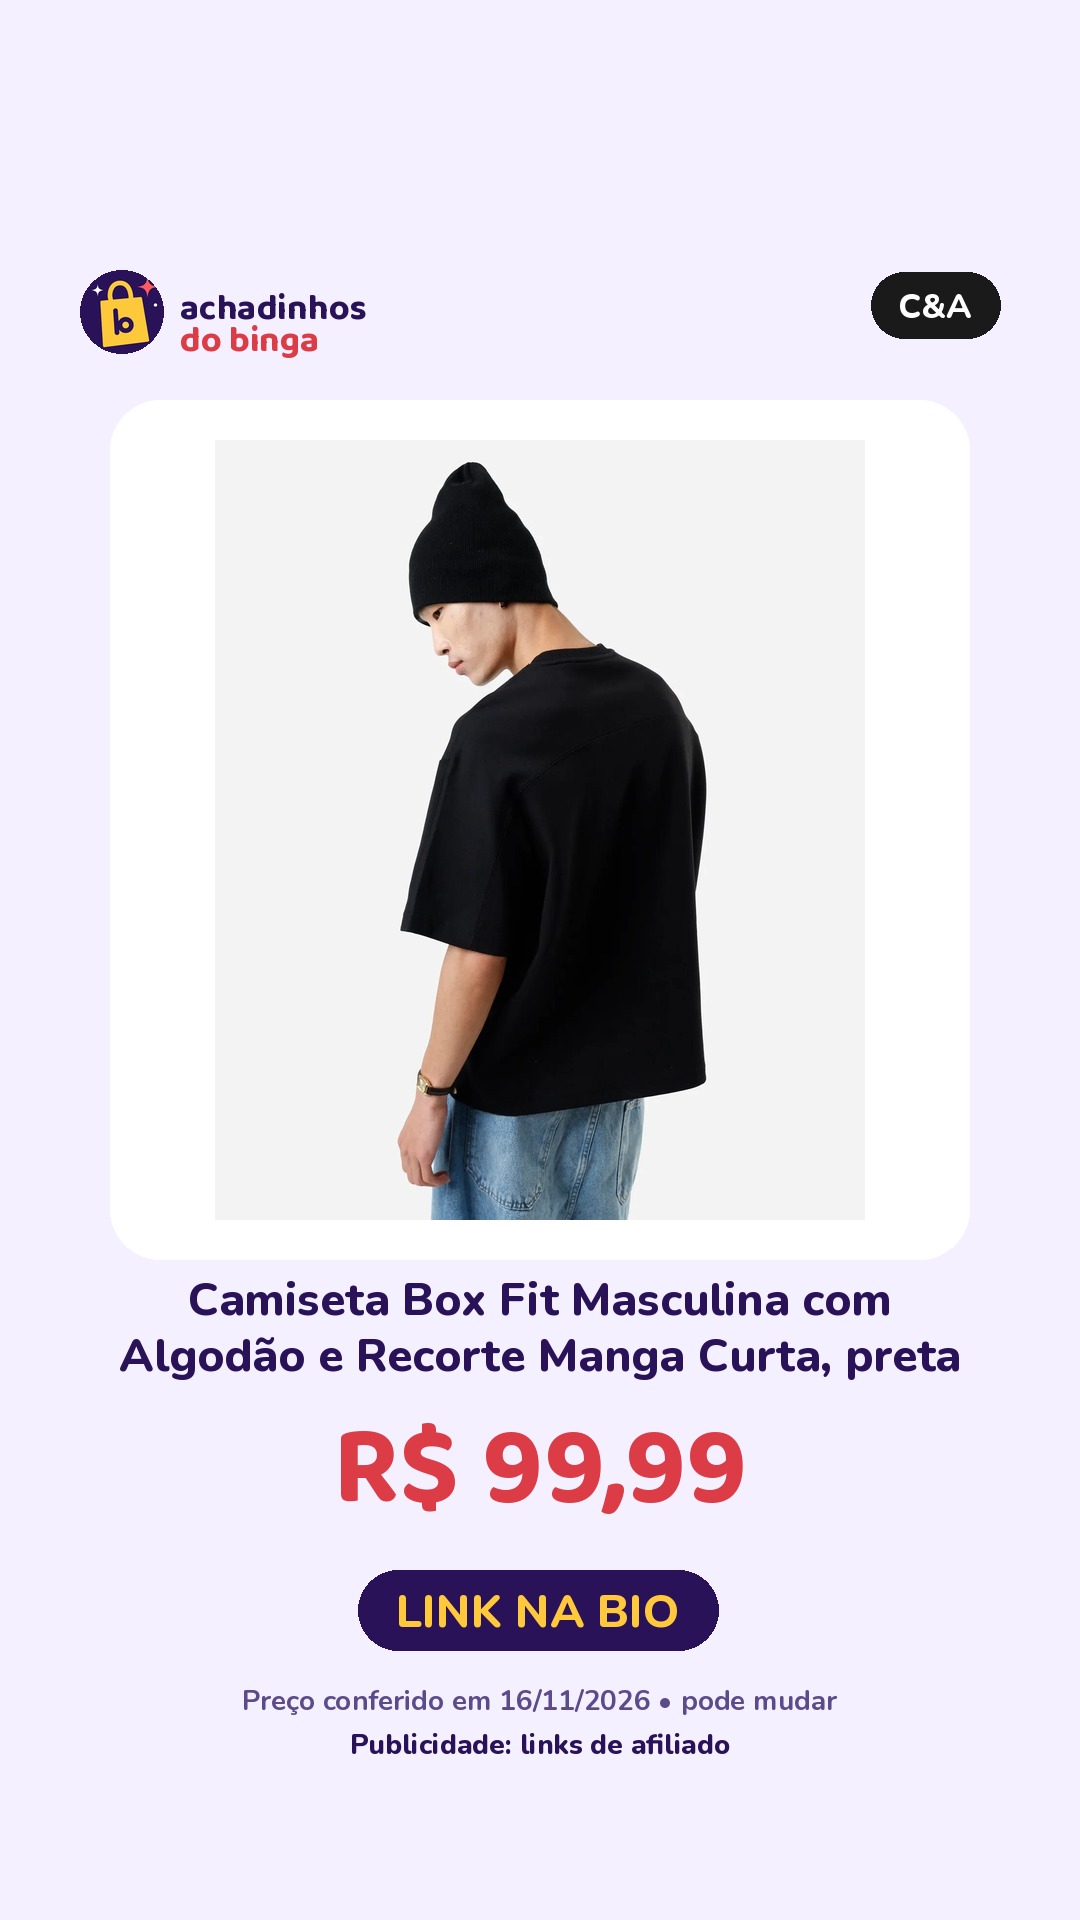 achadinhos
do binga
C&A
b
Camiseta Box Fit Masculina com
Algodão e Recorte Manga Curta, preta
R$ 99,99
LINK NA BIO
Preço conferido em 16/11/2026 • pode mudar
Publicidade: links de afiliado